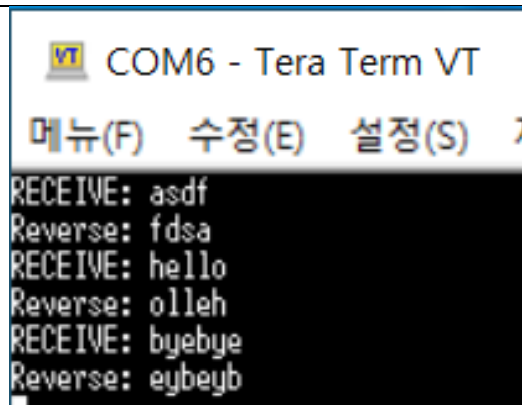 VT COM6 - Tera Term VT
메뉴(F) 수정(E) 설정(S)
RECEIVE: asdf
Reverse: fdsa
RECEIVE: hello
Reverse: olleh
RECEIVE: byebye
Reverse: eybeyb